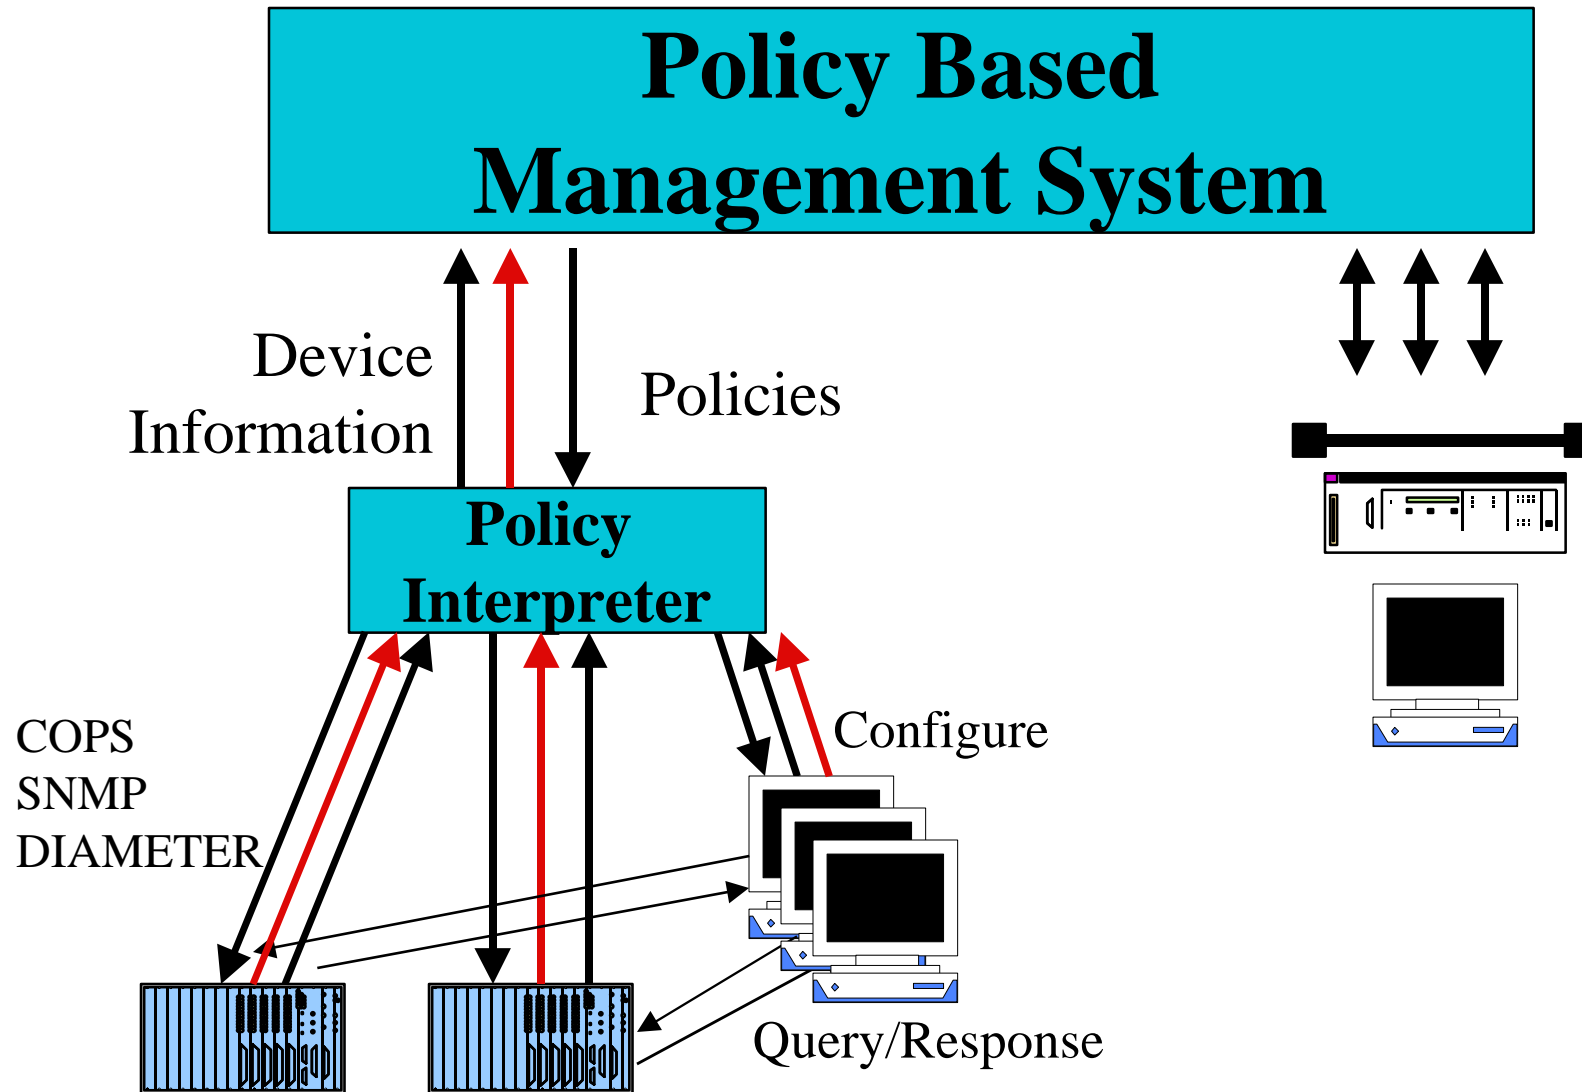 Policy Based
Management System
Device
Information
Policies
Policy
Interpreter
COPS
SNMP
DIAMETER
Configure
Query/Response